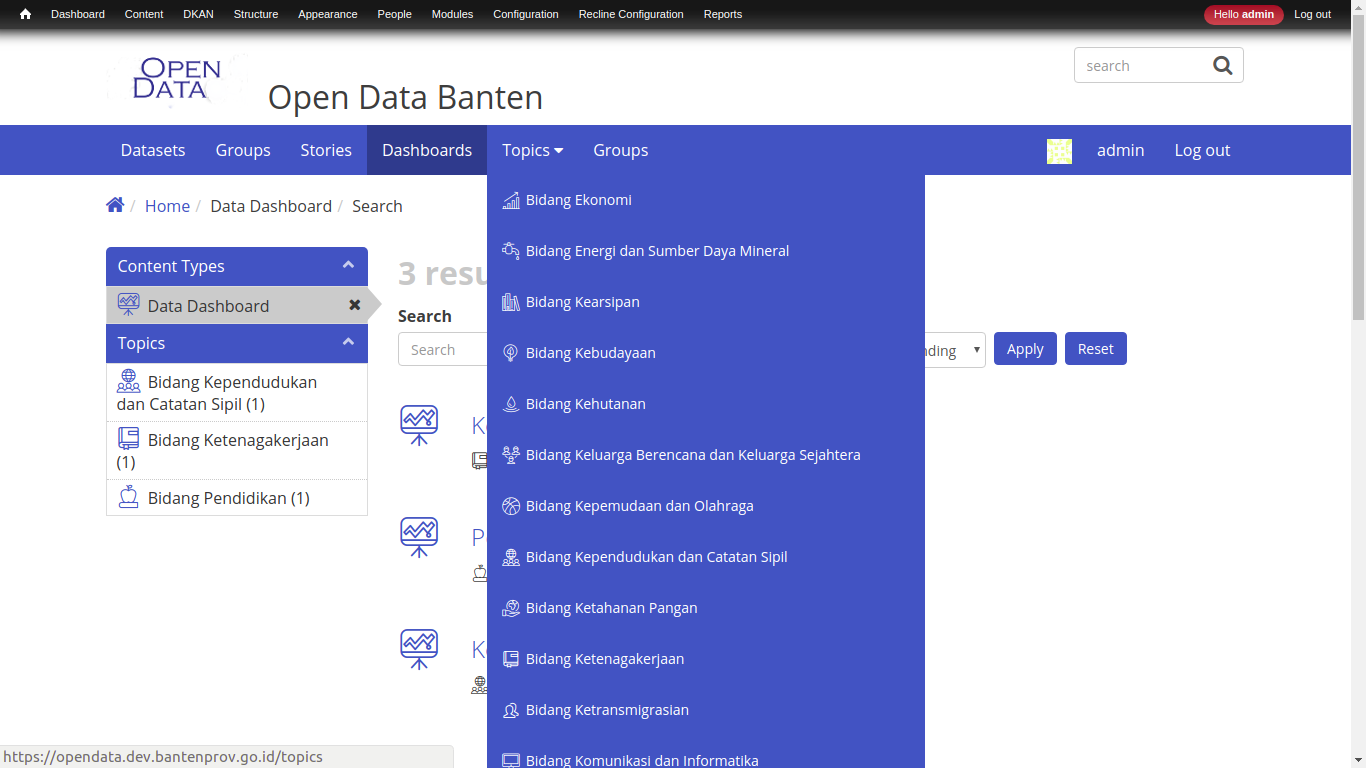 Dashboard Content DKAN Structure Appearance People Modules Configuration Recline Configuration Reports Hello admin Log out
OPEN
DATA
Open Data Banten
search
Datasets Groups Stories Dashboards Topics Groups admin Log out
/ Home / Data Dashboard / Search
Content Types
Data Dashboard
Topics
Bidang Kependudukan
dan Catatan Sipil (1)
Bidang Ketenagakerjaan
(1)
Bidang Pendidikan (1)
3
Search
Search
Apply Reset
Bidang Ekonomi
Bidang Energi dan Sumber Daya Mineral
Bidang Kearsipan
Bidang Kebudayaan
Bidang Kehutanan
Bidang Keluarga Berencana dan Keluarga Sejahtera
Bidang Kepemudaan dan Olahraga
Bidang Kependudukan dan Catatan Sipil
Bidang Ketahanan Pangan
Bidang Ketenagakerjaan
Bidang Ketransmigrasian
Bidang Komunikasi dan Informatika
https://opendata.dev.bantenprov.go.id/topics